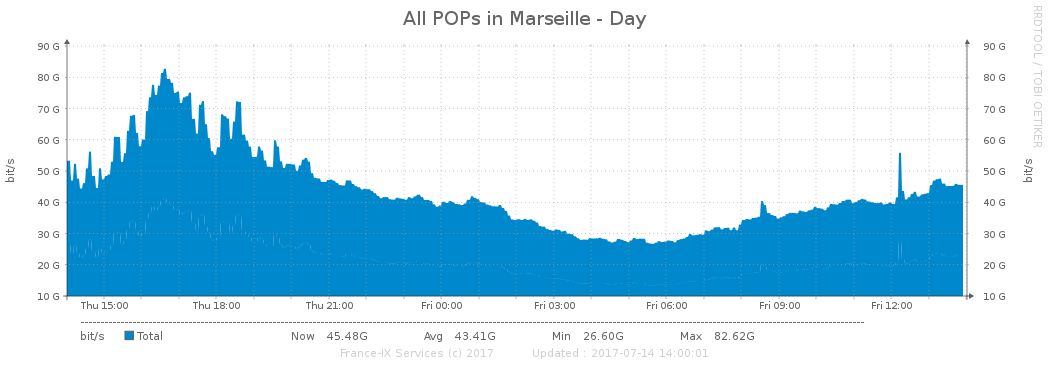 All POPs in Marseille - Day
RRDTOOL / TOBI OETIKER
bit/s
90 G 90 G
80 G 80 G
70 G 70 G
60 G 60 G
50 G 50 G
40 G 40 G
30 G 30 G
20 G 20 G
10 G 10 G
bit/s
Thu 15:00 Thu 18:00 Thu 21:00 Fri 00:00 Fri 03:00 Fri 06:00 Fri 09:00 Fri 12:00
bit/s Total Now 45.48G Avg 43.41G Min 26.60G Max 82.62G
France-IX Services (c) 2017 Updated : 2017-07-14 14:00:01